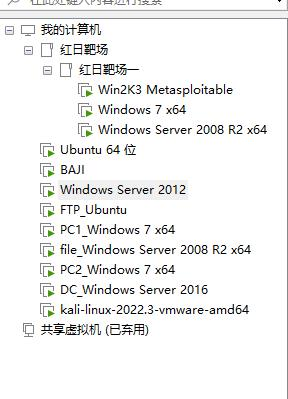 在此处键入内容进行搜索
我的计算机
红日靶场
红日靶场一
Win2K3 Metasploitable
Windows 7 x64
Windows Server 2008 R2 x64
Ubuntu 64 位
BAJI
Windows Server 2012
FTP_Ubuntu
PC1_Windows 7 x64
file_Windows Server 2008 R2 x64
PC2_Windows 7 x64
DC_Windows Server 2016
kali-linux-2022.3-vmware-amd64
共享虚拟机 (已弃用)